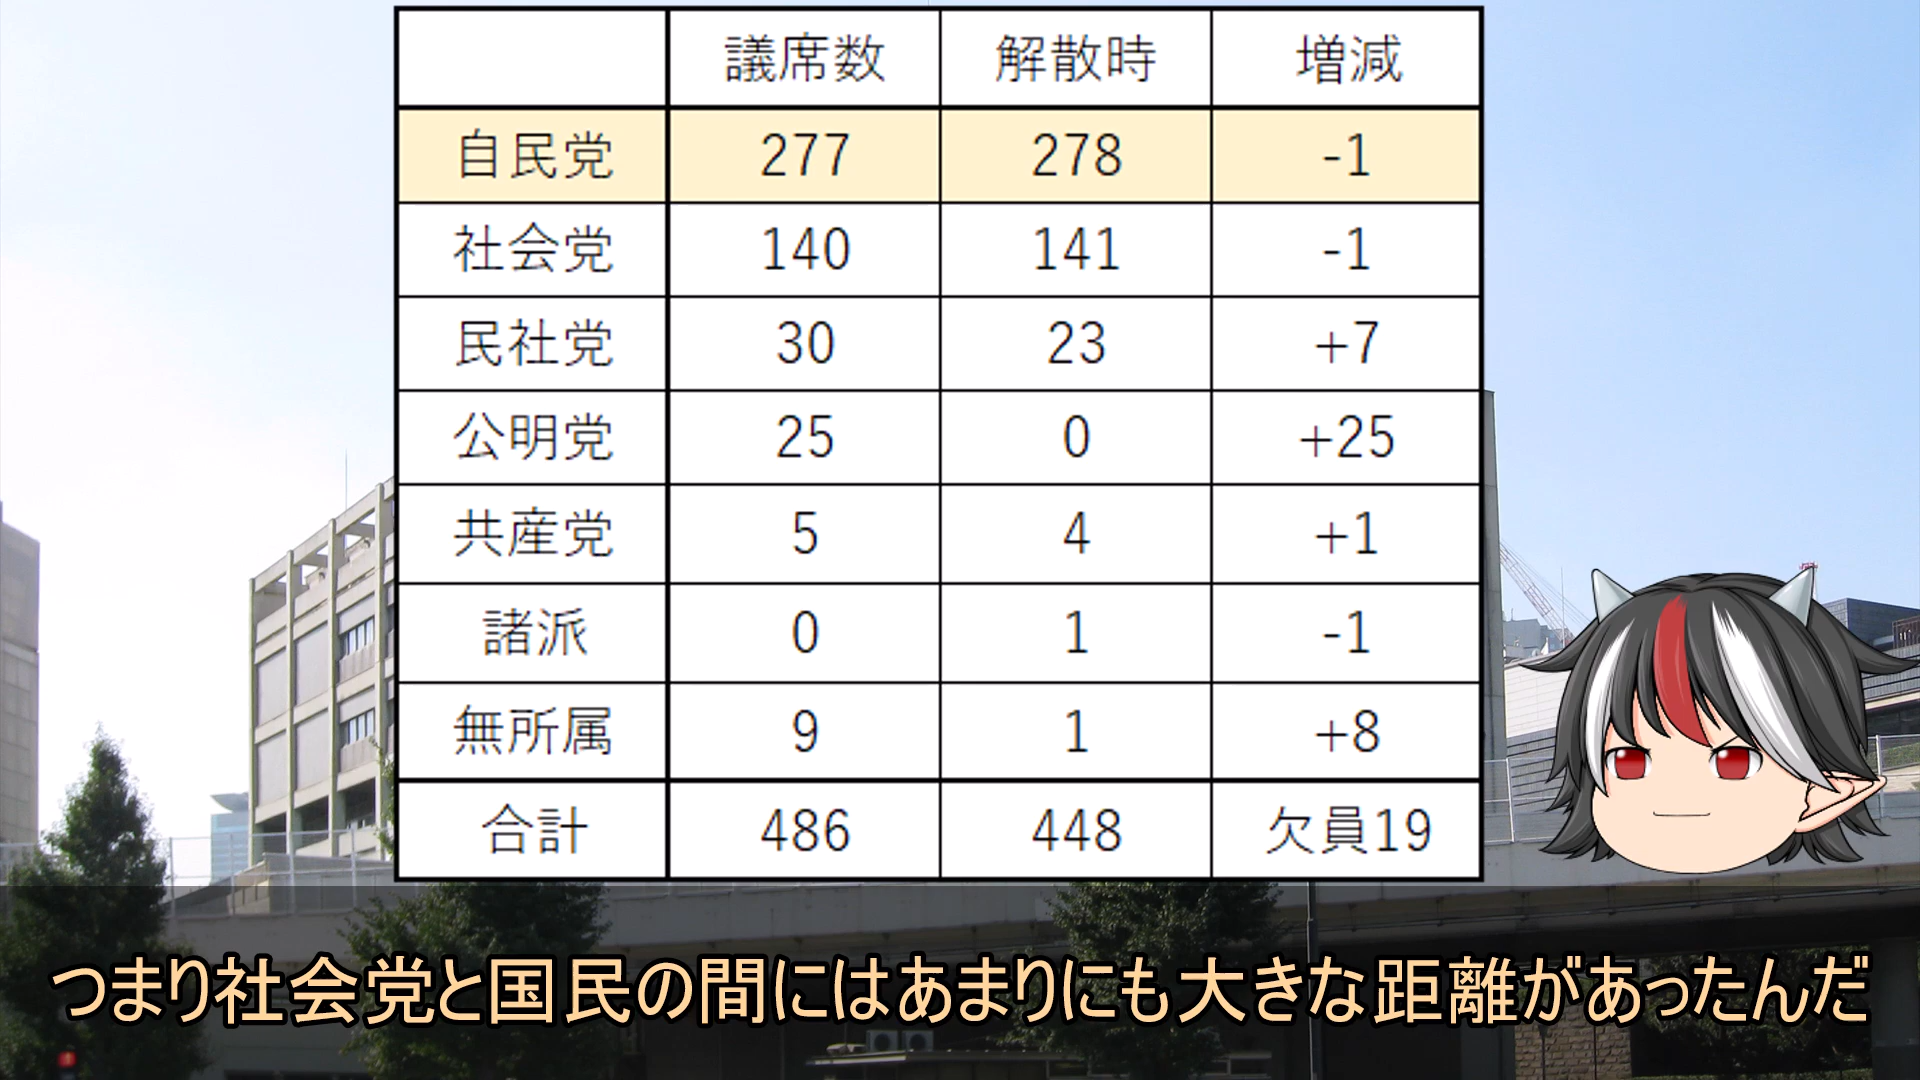 議席数 解散時 増減
自民党 277 278 -1
社会党 140 141 -1
民社党 30 23 +7
公明党 25 0 +25
共産党 5 4 +1
諸派 0 1 -1
無所属 9 1 +8
合計 486 448 欠員19
つまり社会党と国民の間にはあまりにも大きな距離があったんだ